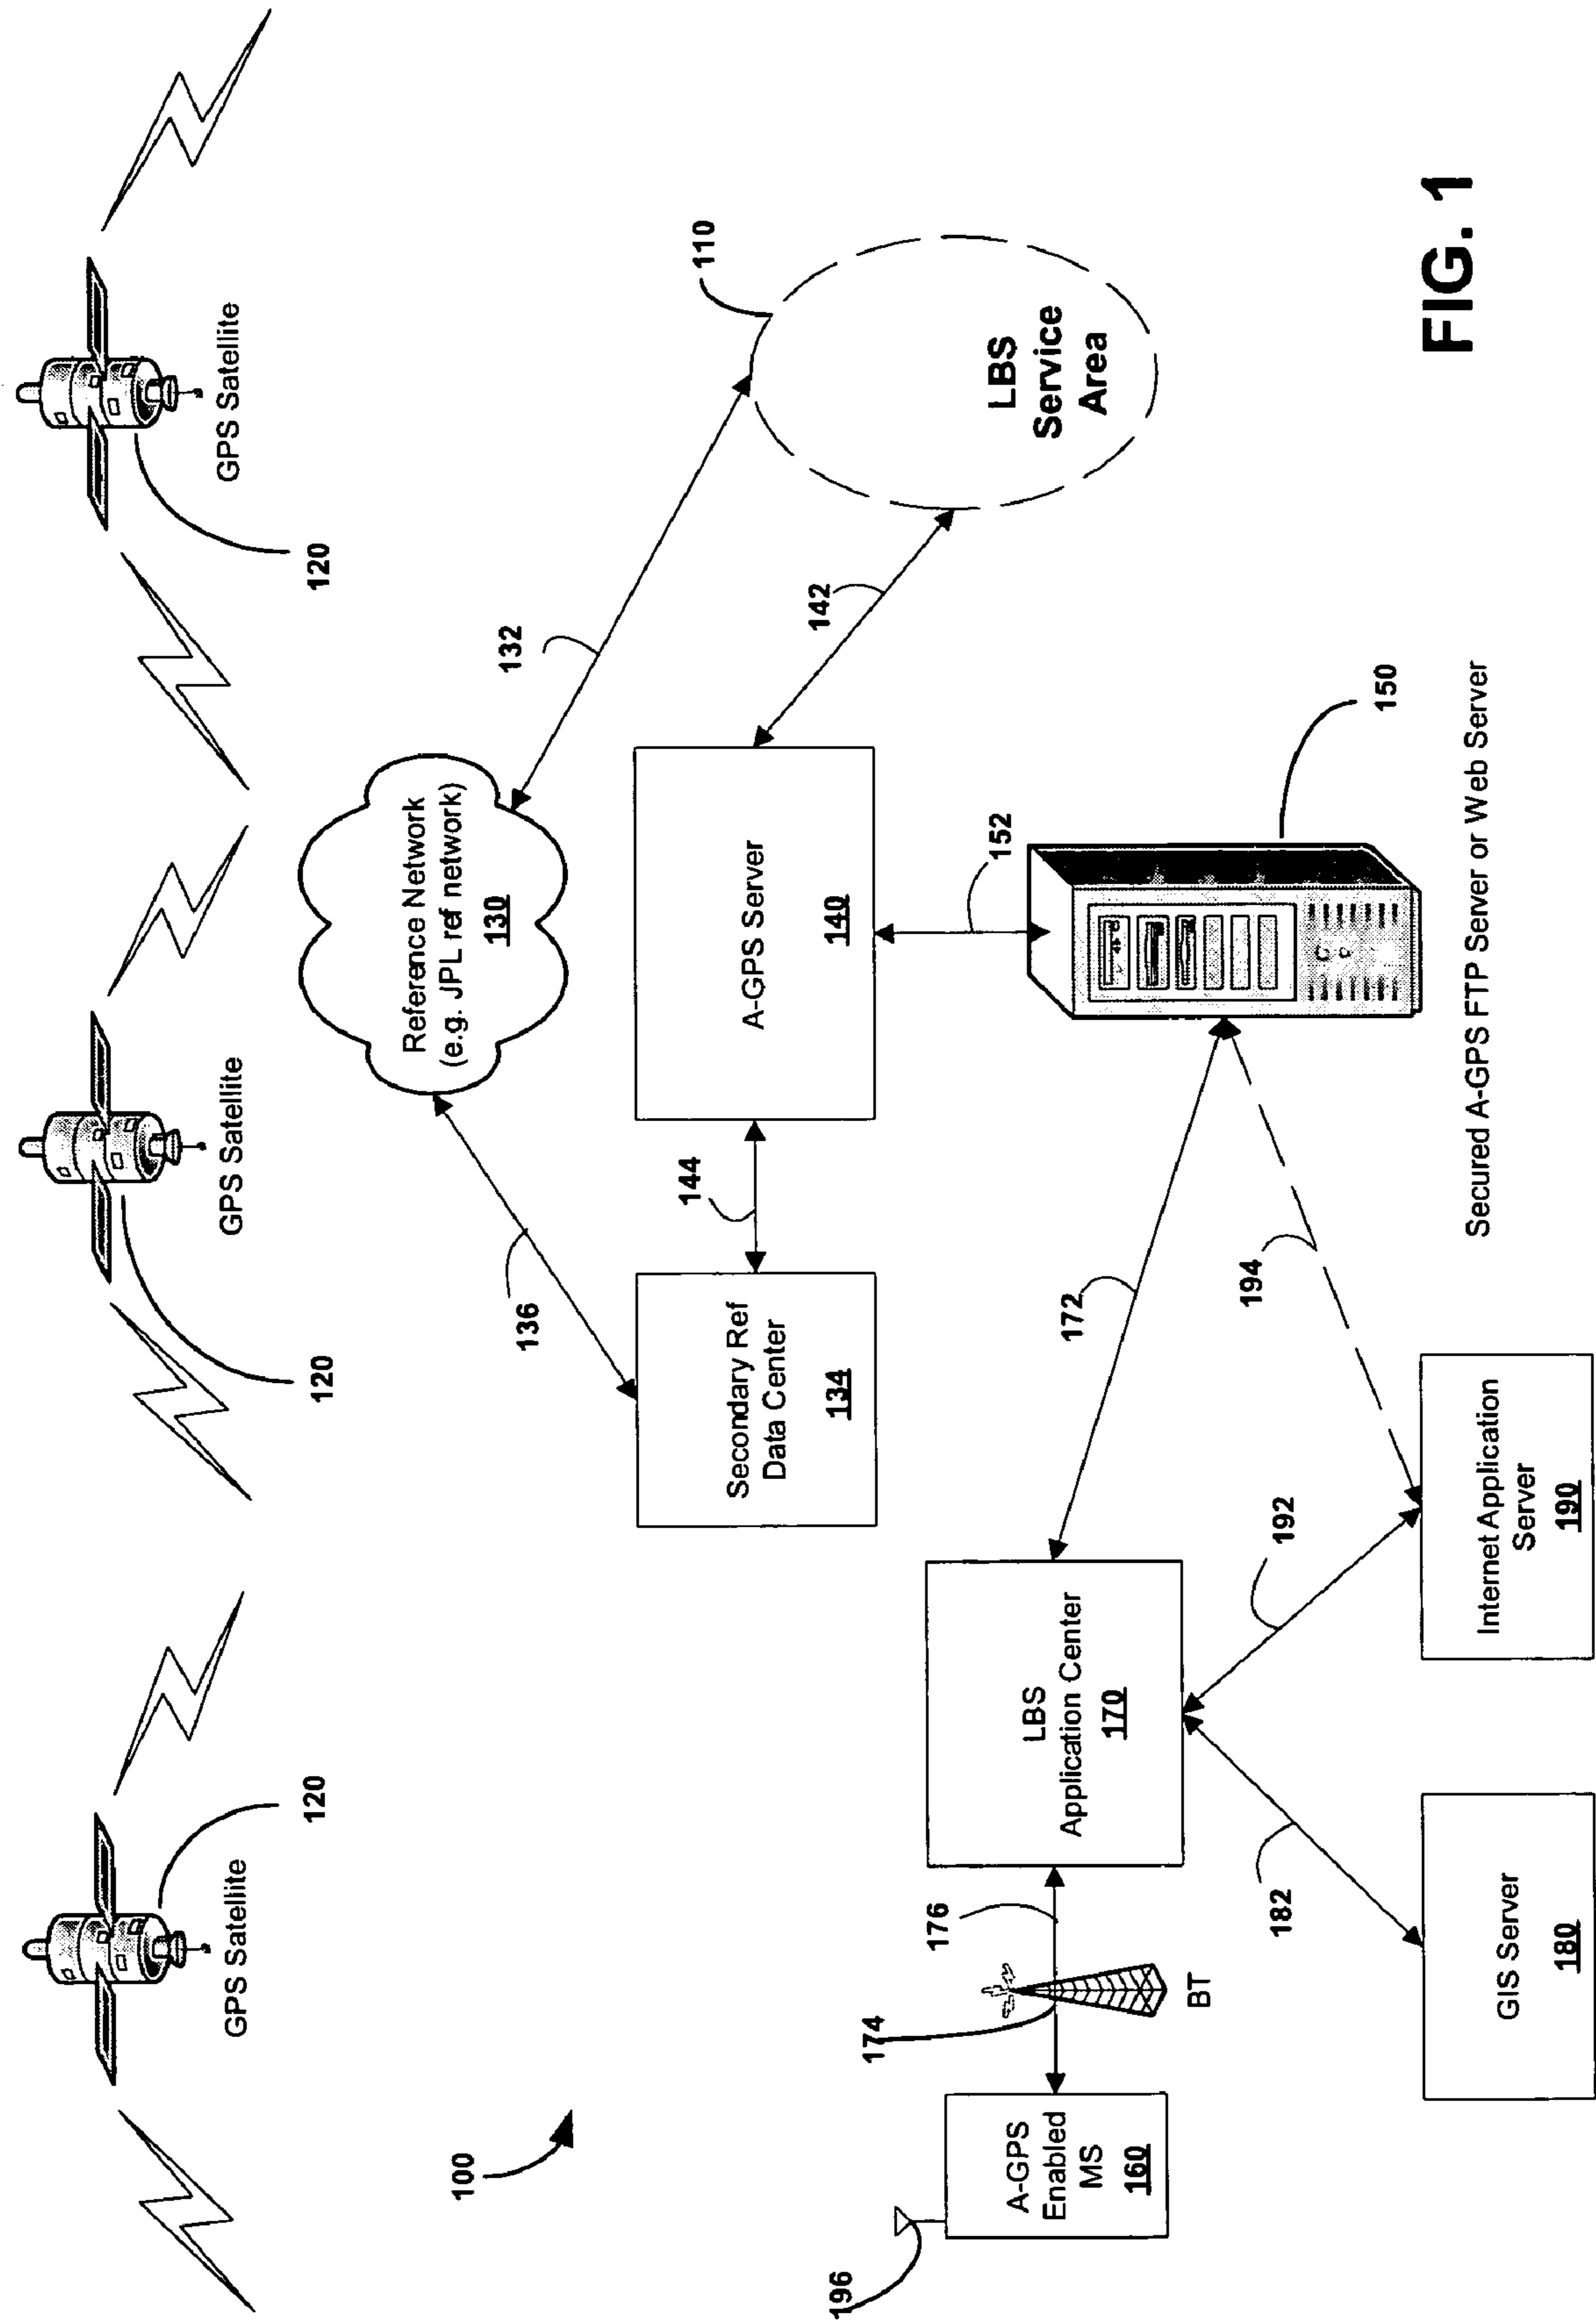 GPS Satellite
120
GPS Satellite
120
GPS Satellite
120
100
Reference Network
(e.g. JPL ref network)
130
132
110
136
Secondary Ref
Data Center
134
144
A-GPS Server
140
142
LBS
Service
Area
196
A-GPS
Enabled
MS
160
174
BT
176
LBS
Application Center
170
172
152
150
194
192
182
GIS Server
180
Internet Application
Server
190
Secured A-GPS FTP Server or Web Server
FIG. 1